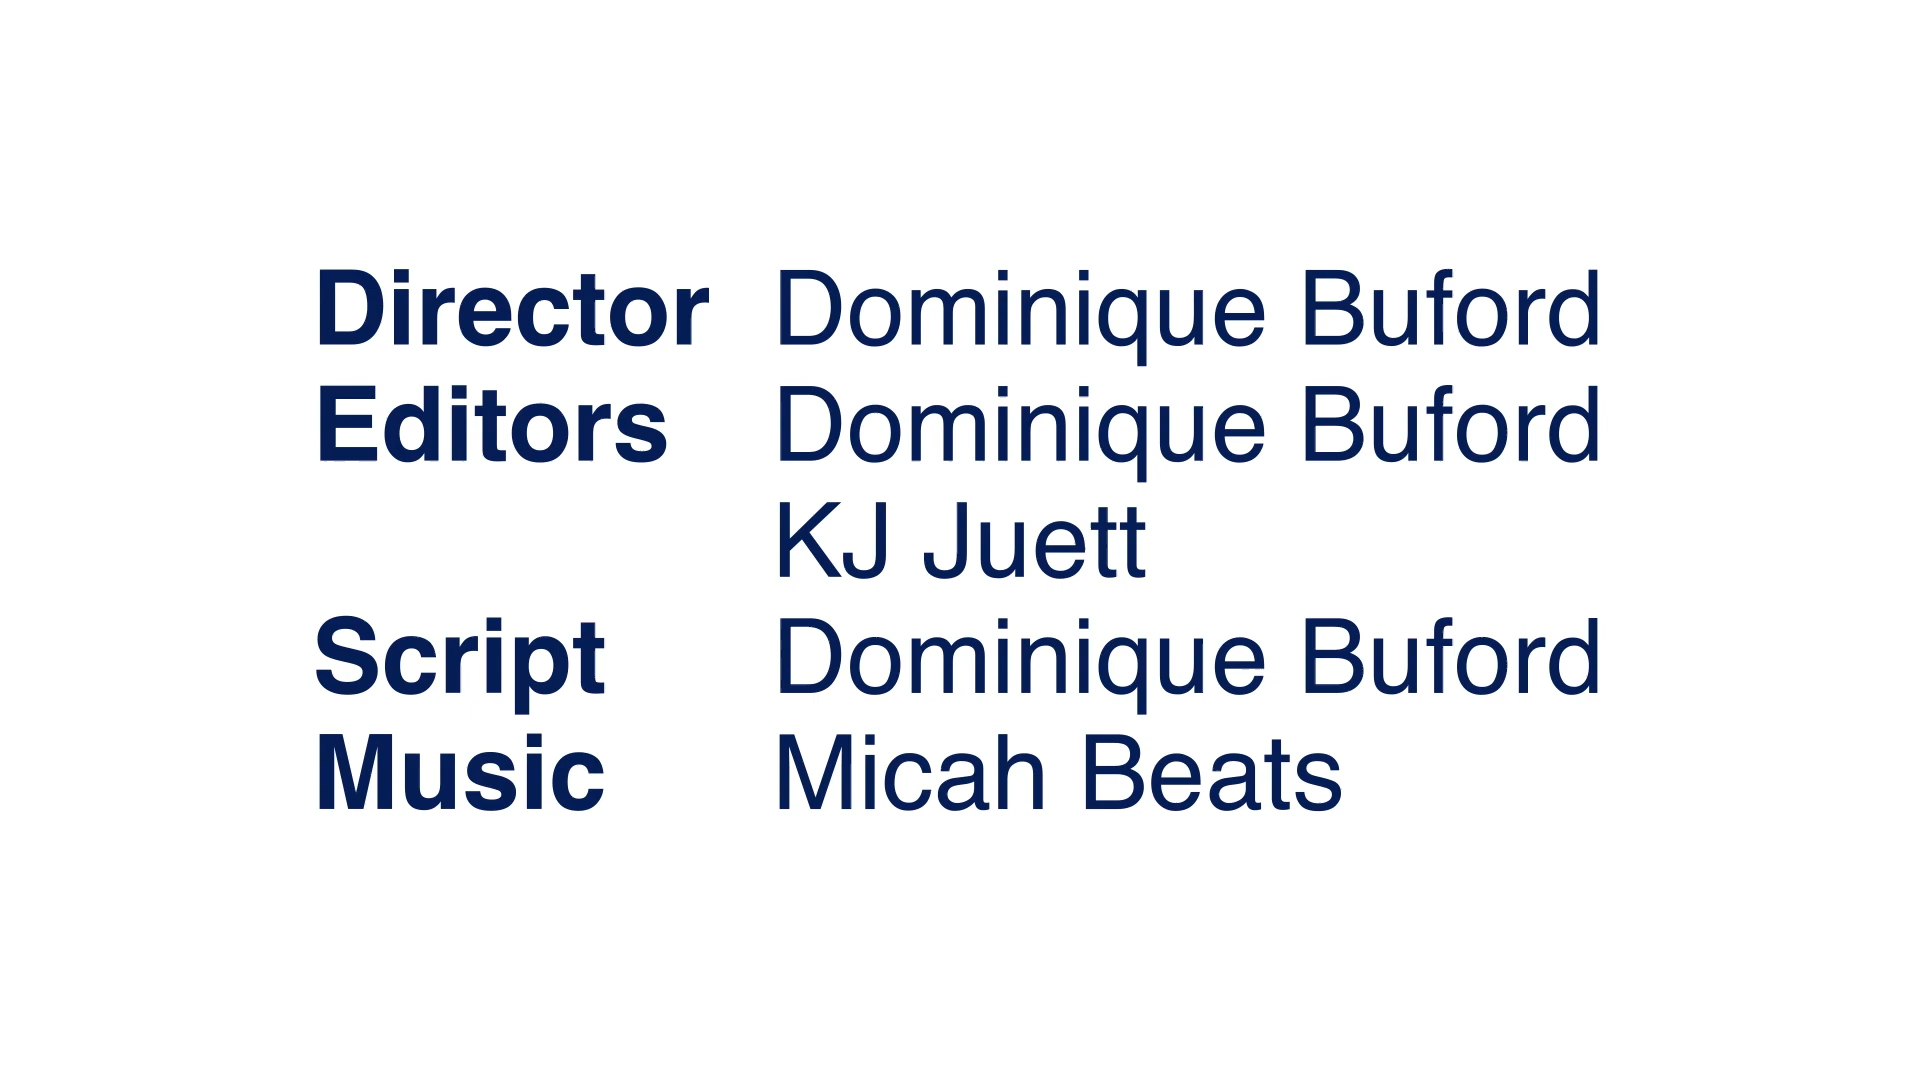 Director Dominique Buford
Editors Dominique Buford
KJ Juett
Script Dominique Buford
Music Micah Beats